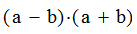 (a − b)·(a + b)